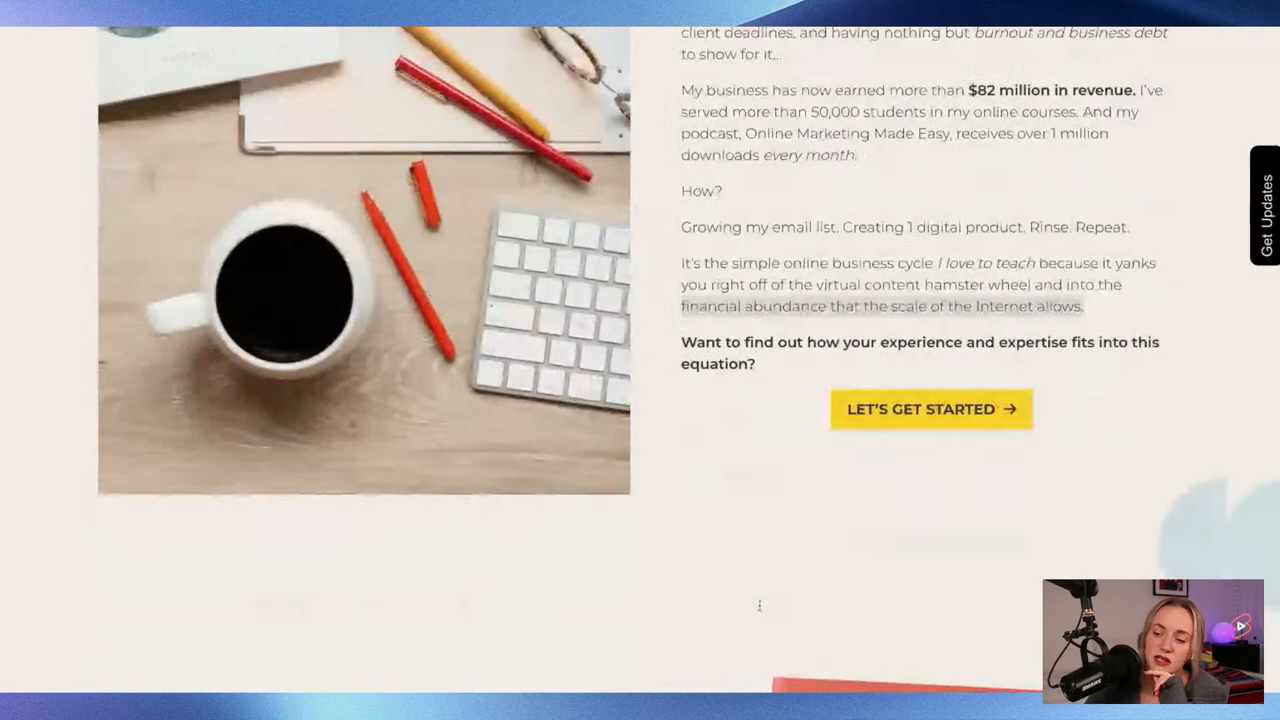 client deadlines, and having nothing but burnout and business debt
to show for it...
My business has now earned more than $82 million in revenue. I've
served more than 50,000 students in my online courses. And my
podcast, Online Marketing Made Easy, receives over 1 million
downloads every month.
How?
Growing my email list. Creating 1 digital product. Rinse. Repeat.
It's the simple online business cycle I love to teach because it yanks
you right off of the virtual content hamster wheel and into the
financial abundance that the scale of the Internet allows.
Want to find out how your experience and expertise fits into this
equation?
LET'S GET STARTED →
Get Updates
SHURE